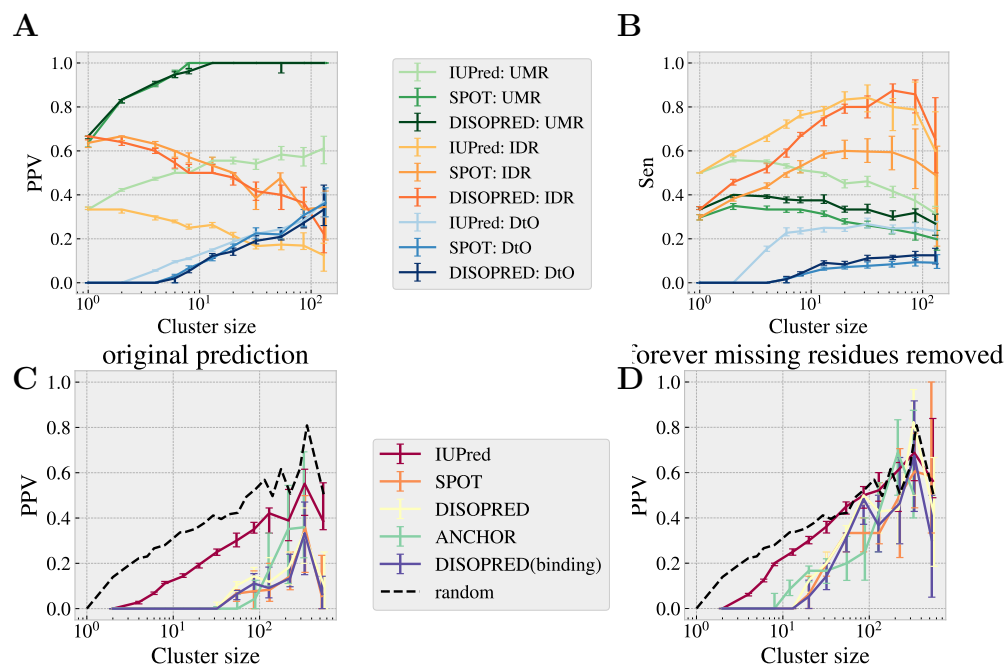 A
B
1.0
0.8
0.6
0.4
0.2
0.0
PPV
10^0
10^1
10^2
Cluster size
IUPred: UMR
SPOT: UMR
DISOPRED: UMR
IUPred: IDR
SPOT: IDR
DISOPRED: IDR
IUPred: DtO
SPOT: DtO
DISOPRED: DtO
1.0
0.8
0.6
0.4
0.2
0.0
Sen
10^0
10^1
10^2
Cluster size
original prediction
forever missing residues removed
C
D
1.0
0.8
0.6
0.4
0.2
0.0
PPV
10^0
10^1
10^2
Cluster size
IUPred
SPOT
DISOPRED
ANCHOR
DISOPRED(binding)
random
1.0
0.8
0.6
0.4
0.2
0.0
PPV
10^0
10^1
10^2
Cluster size